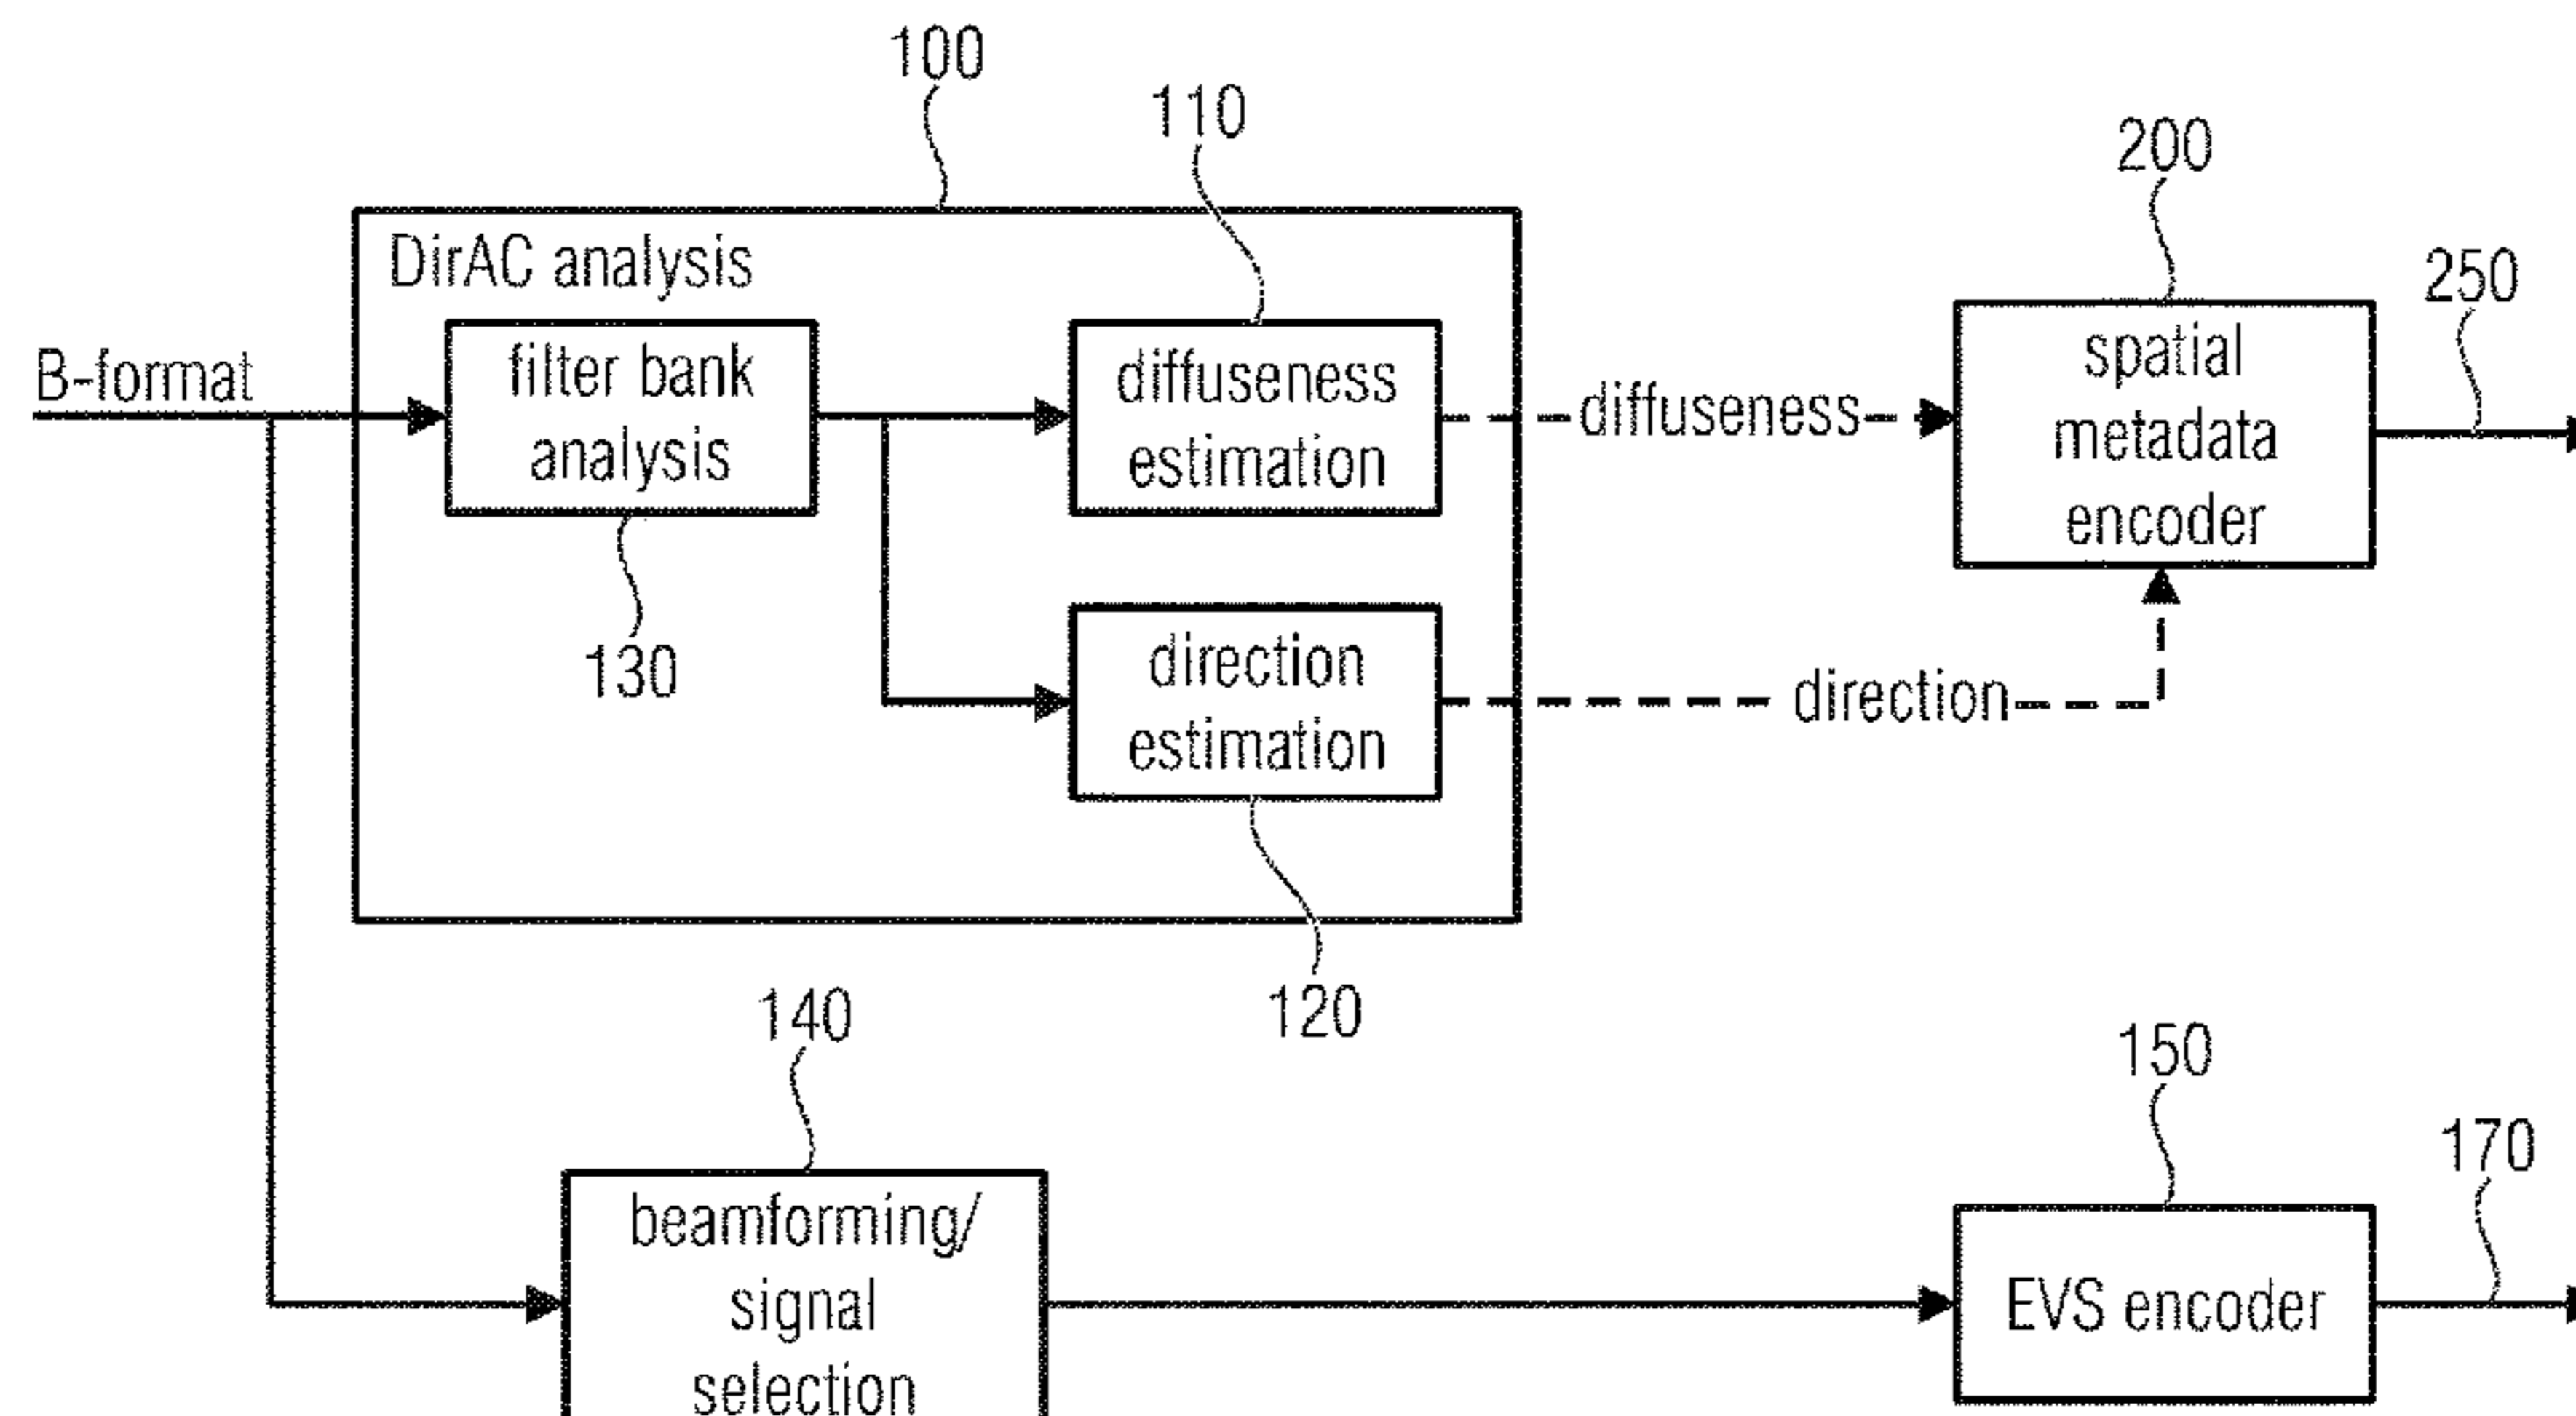 100
110
200
250
DirAC analysis
B-format
filter bank
analysis
diffuseness
estimation
diffuseness
spatial
metadata
encoder
130
direction
estimation
direction
120
140
150
170
beamforming/
signal
selection
EVS encoder